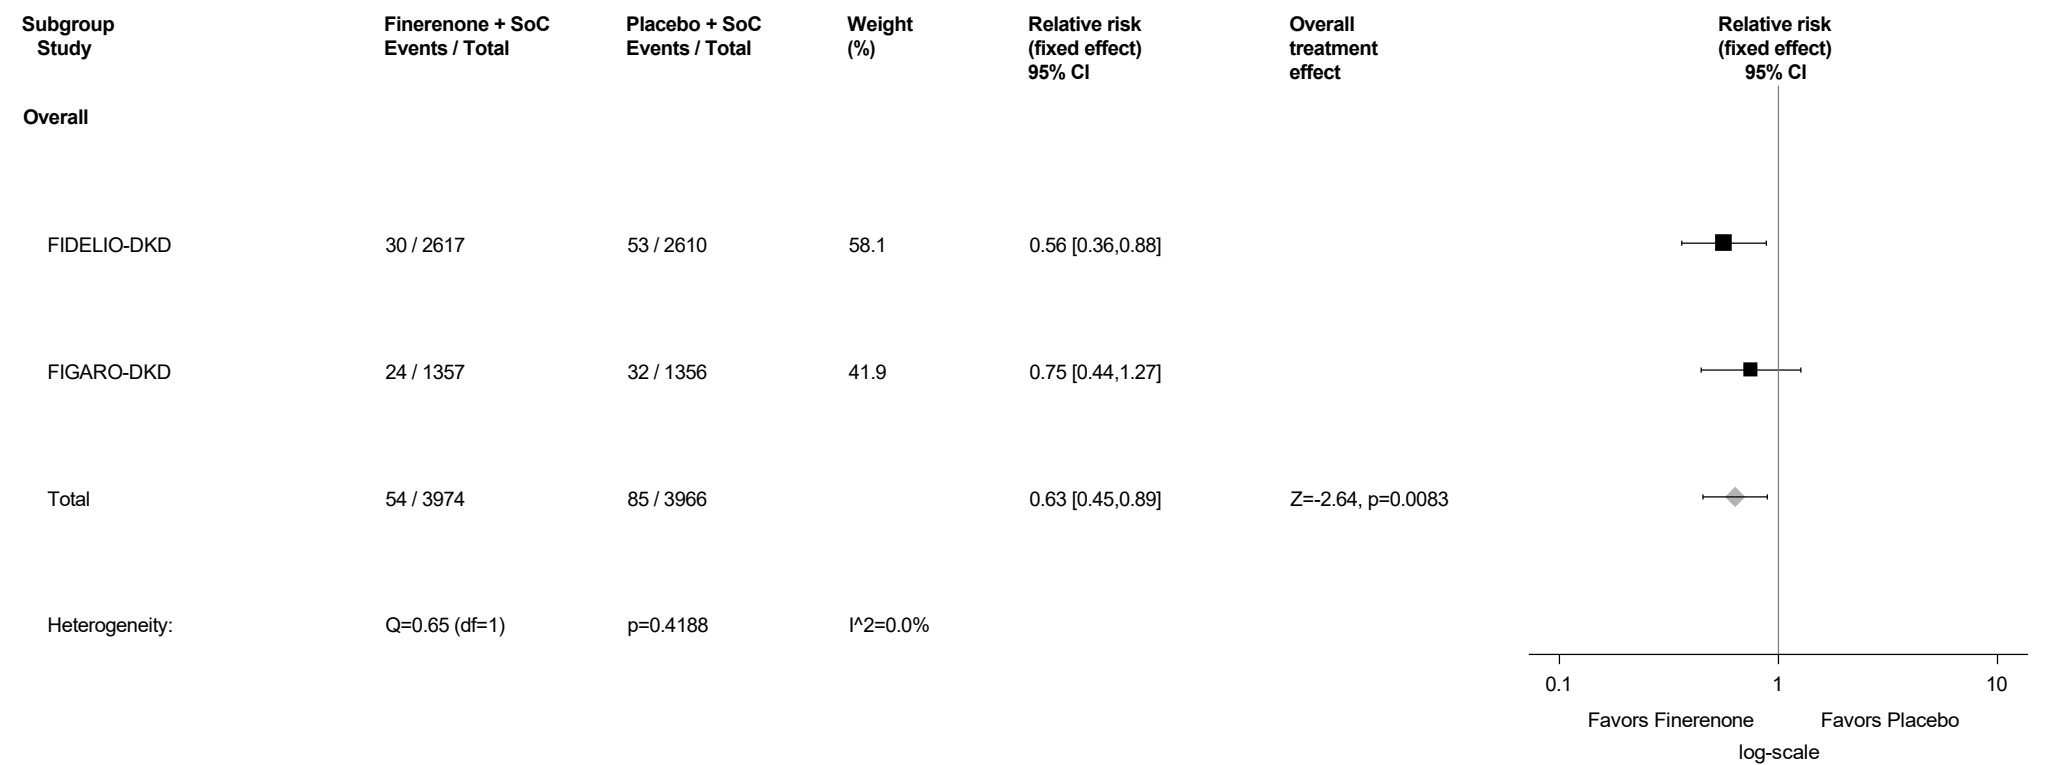 Subgroup Finerenone + SoC Placebo + SoC Weight Relative risk Overall Relative risk
Study Events / Total Events / Total (%) (fixed effect) treatment (fixed effect)
95% CI effect 95% CI
Overall
FIDELIO-DKD 30 / 2617 53 / 2610 58.1 0.56 [0.36,0.88]
FIGARO-DKD 24 / 1357 32 / 1356 41.9 0.75 [0.44,1.27]
Total 54 / 3974 85 / 3966 0.63 [0.45,0.89] Z=-2.64, p=0.0083
Heterogeneity: Q=0.65 (df=1) p=0.4188 I^2=0.0%
0.1 1 10
Favors Finerenone Favors Placebo
log-scale